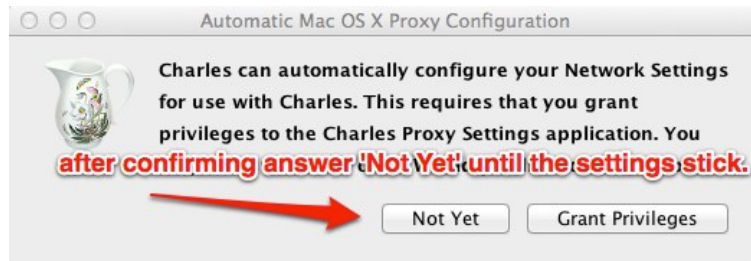 Automatic Mac OS X Proxy Configuration
Charles can automatically configure your Network Settings
for use with Charles. This requires that you grant
privileges to the Charles Proxy Settings application. You
after confirming answer 'Not Yet' until the settings stick.
Not Yet Grant Privileges